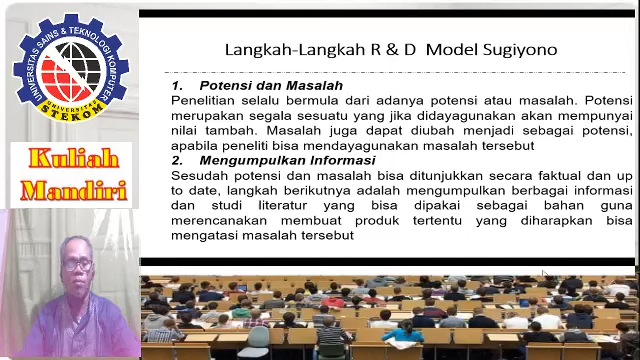 UNIVERSITAS SAINS & TEKNOLOGI KOMPUTER
UNIVERSITAS
STEKOM
Kuliah
Mandiri
Langkah-Langkah R & D Model Sugiyono
1. Potensi dan Masalah
Penelitian selalu bermula dari adanya potensi atau masalah. Potensi
merupakan segala sesuatu yang jika didayagunakan akan mempunyai
nilai tambah. Masalah juga dapat diubah menjadi sebagai potensi,
apabila peneliti bisa mendayagunakan masalah tersebut
2. Mengumpulkan Informasi
Sesudah potensi dan masalah bisa ditunjukkan secara faktual dan up
to date, langkah berikutnya adalah mengumpulkan berbagai informasi
dan studi literatur yang bisa dipakai sebagai bahan guna
merencanakan membuat produk tertentu yang diharapkan bisa
mengatasi masalah tersebut